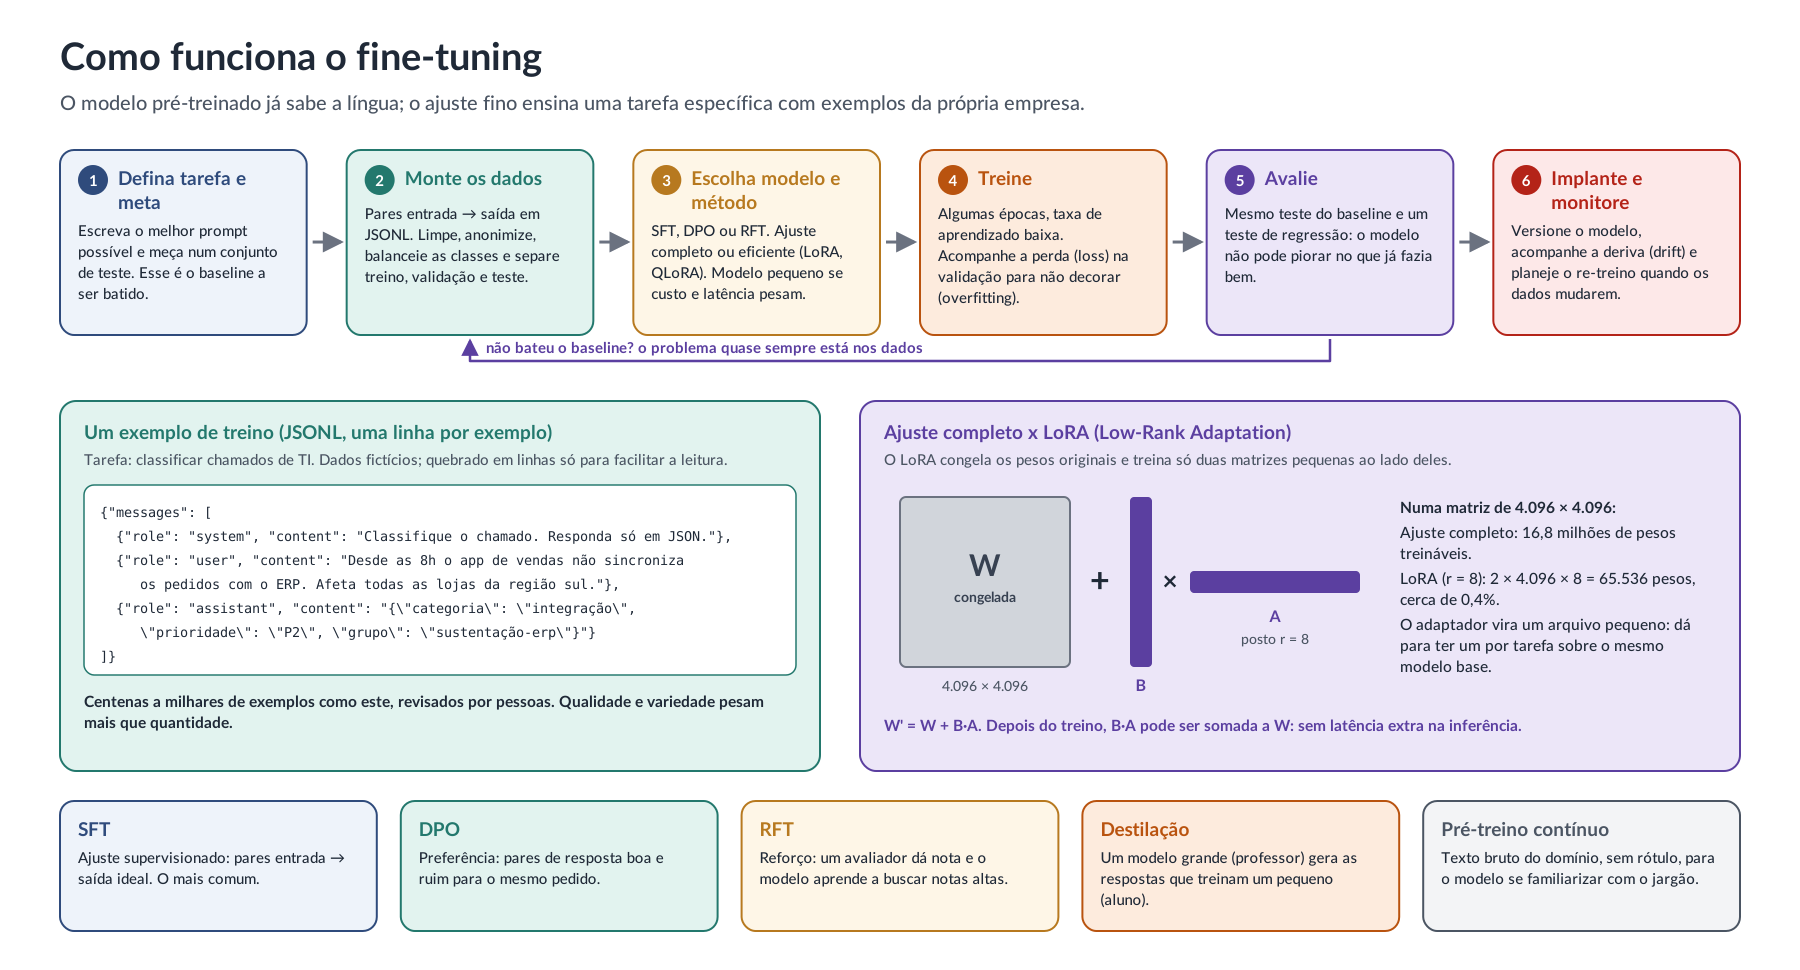 Como funciona o fine-tuning
O modelo pré-treinado já sabe a língua; o ajuste fino ensina uma tarefa específica com exemplos da própria empresa.
1 Defina tarefa e
meta
Escreva o melhor prompt
possível e meça num conjunto
de teste. Esse é o baseline a
ser batido.
2 Monte os dados
Pares entrada → saída em
JSONL. Limpe, anonimize,
balanceie as classes e separe
treino, validação e teste.
3 Escolha modelo e
método
SFT, DPO ou RFT. Ajuste
completo ou eficiente (LoRA,
QLoRA). Modelo pequeno se
custo e latência pesam.
4 Treine
Algumas épocas, taxa de
aprendizado baixa.
Acompanhe a perda (loss) na
validação para não decorar
(overfitting).
5 Avalie
Mesmo teste do baseline e um
teste de regressão: o modelo
não pode piorar no que já fazia
bem.
6 Implante e
monitore
Versione o modelo,
acompanhe a deriva (drift) e
planeje o re-treino quando os
dados mudarem.
não bateu o baseline? o problema quase sempre está nos dados
Um exemplo de treino (JSONL, uma linha por exemplo)
Tarefa: classificar chamados de TI. Dados fictícios; quebrado em linhas só para facilitar a leitura.
{"messages": [
{"role": "system", "content": "Classifique o chamado. Responda só em JSON."},
{"role": "user", "content": "Desde as 8h o app de vendas não sincroniza
os pedidos com o ERP. Afeta todas as lojas da região sul."},
{"role": "assistant", "content": "{\"categoria\": \"integração\",
\"prioridade\": \"P2\", \"grupo\": \"sustentação-erp\"}"}
]}
Centenas a milhares de exemplos como este, revisados por pessoas. Qualidade e variedade pesam
mais que quantidade.
Ajuste completo x LoRA (Low-Rank Adaptation)
O LoRA congela os pesos originais e treina só duas matrizes pequenas ao lado deles.
W
congelada
4.096 × 4.096
+
B
×
A
posto r = 8
Numa matriz de 4.096 × 4.096:
Ajuste completo: 16,8 milhões de pesos
treináveis.
LoRA (r = 8): 2 × 4.096 × 8 = 65.536 pesos,
cerca de 0,4%.
O adaptador vira um arquivo pequeno: dá
para ter um por tarefa sobre o mesmo
modelo base.
W' = W + B·A. Depois do treino, B·A pode ser somada a W: sem latência extra na inferência.
SFT
Ajuste supervisionado: pares entrada →
saída ideal. O mais comum.
DPO
Preferência: pares de resposta boa e
ruim para o mesmo pedido.
RFT
Reforço: um avaliador dá nota e o
modelo aprende a buscar notas altas.
Destilação
Um modelo grande (professor) gera as
respostas que treinam um pequeno
(aluno).
Pré-treino contínuo
Texto bruto do domínio, sem rótulo, para
o modelo se familiarizar com o jargão.